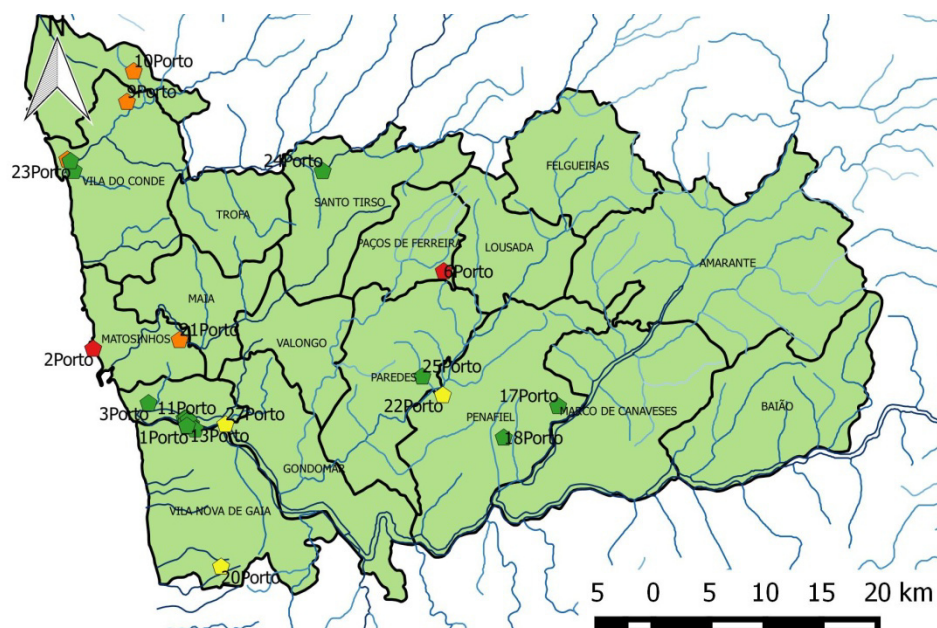 N
10Porto
9Porto
24Porto
FELGUEIRAS
23Porto
VILA DO CONDE
SANTO TIRSO
TROFA
PAÇOS DE FERREIRA
LOUSADA
AMARANTE
6Porto
MAIA
21Porto
MATOSINHOS
VALONGO
2Porto
25Porto
PAREDES
22Porto
17Porto
3Porto
11Porto
27Porto
MARCO DE CANAVESES
BAIÃO
PENAFIEL
1Porto
13Porto
18Porto
GONDOMAR
VILA NOVA DE GAIA
20Porto
5 0 5 10 15 20 km